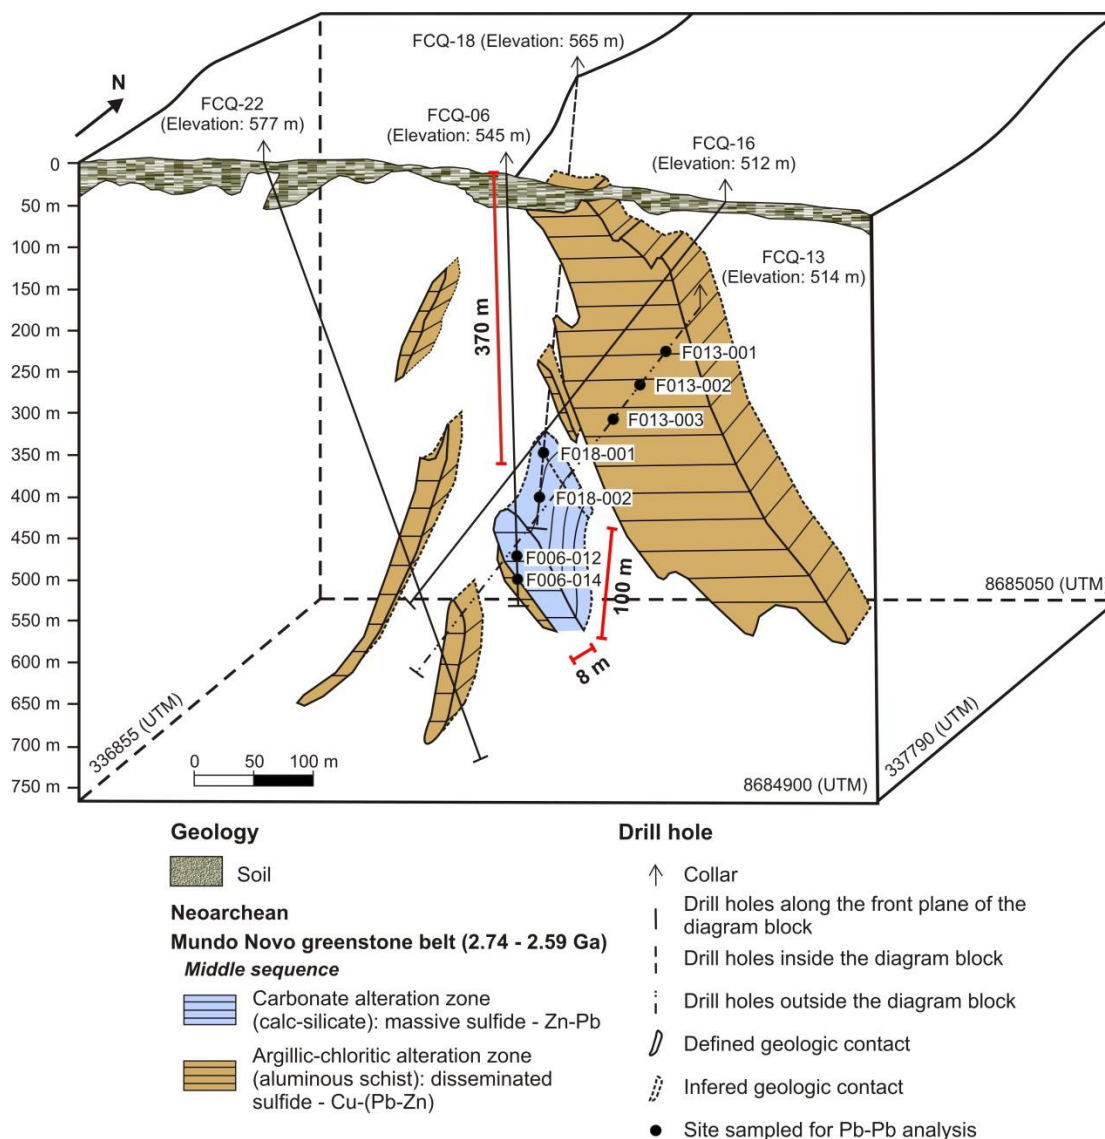 FCQ-18 (Elevation: 565 m)
N
FCQ-22
(Elevation: 577 m)
FCQ-06
(Elevation: 545 m)
FCQ-16
(Elevation: 512 m)
FCQ-13
(Elevation: 514 m)
0
50 m
100 m
150 m
200 m
250 m
300 m
350 m
400 m
450 m
500 m
550 m
600 m
650 m
700 m
750 m
370 m
F013-001
F013-002
F013-003
F018-001
F018-002
F006-012
F006-014
100 m
8 m
8685050 (UTM)
336855 (UTM)
337790 (UTM)
8684900 (UTM)
0 50 100 m
Geology
Soil
Neoarchean
Mundo Novo greenstone belt (2.74 - 2.59 Ga)
Middle sequence
Carbonate alteration zone
(calc-silicate): massive sulfide - Zn-Pb
Argillic-chloritic alteration zone
(aluminous schist): disseminated
sulfide - Cu-(Pb-Zn)
Drill hole
Collar
Drill holes along the front plane of the
diagram block
Drill holes inside the diagram block
Drill holes outside the diagram block
Defined geologic contact
Infered geologic contact
Site sampled for Pb-Pb analysis